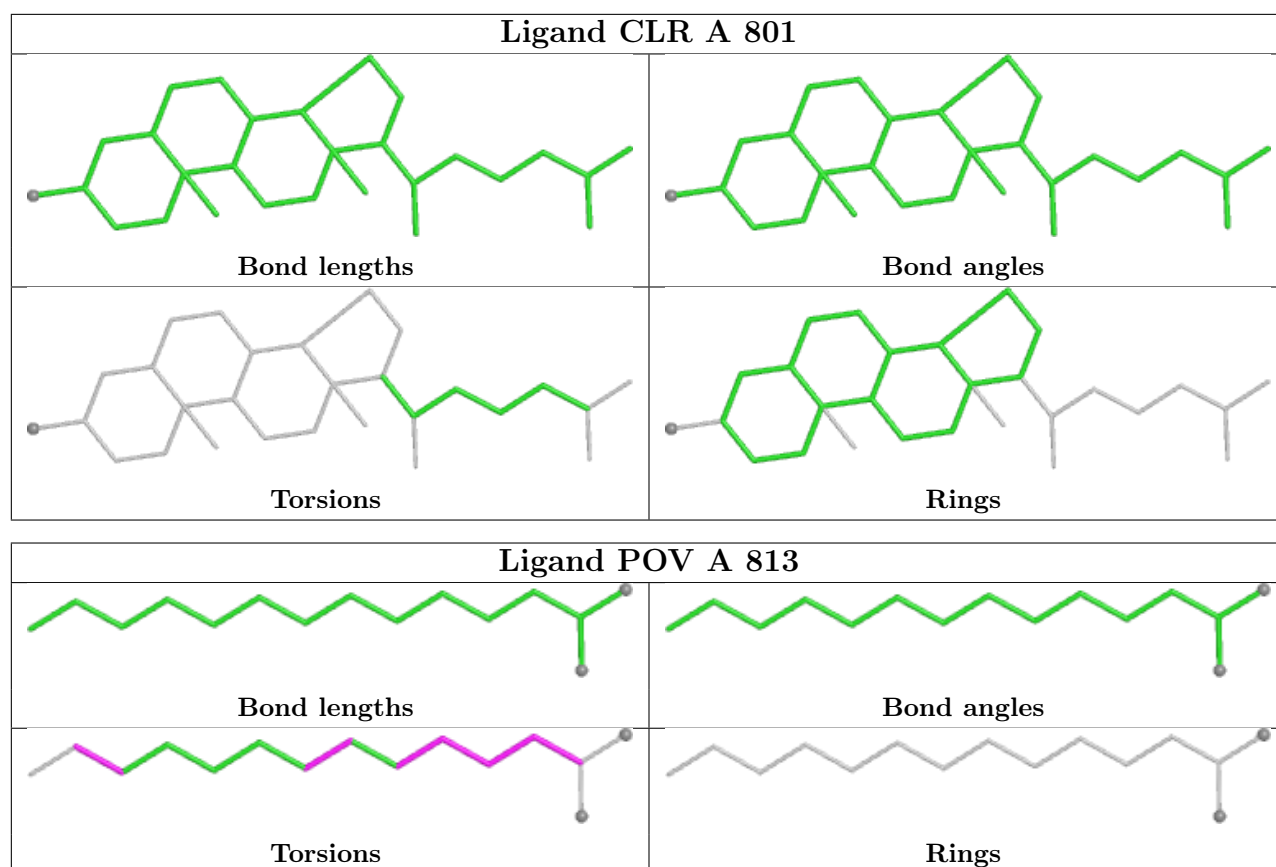 Ligand CLR A 801
Bond lengths
Bond angles
Torsions
Rings
Ligand POV A 813
Bond lengths
Bond angles
Torsions
Rings